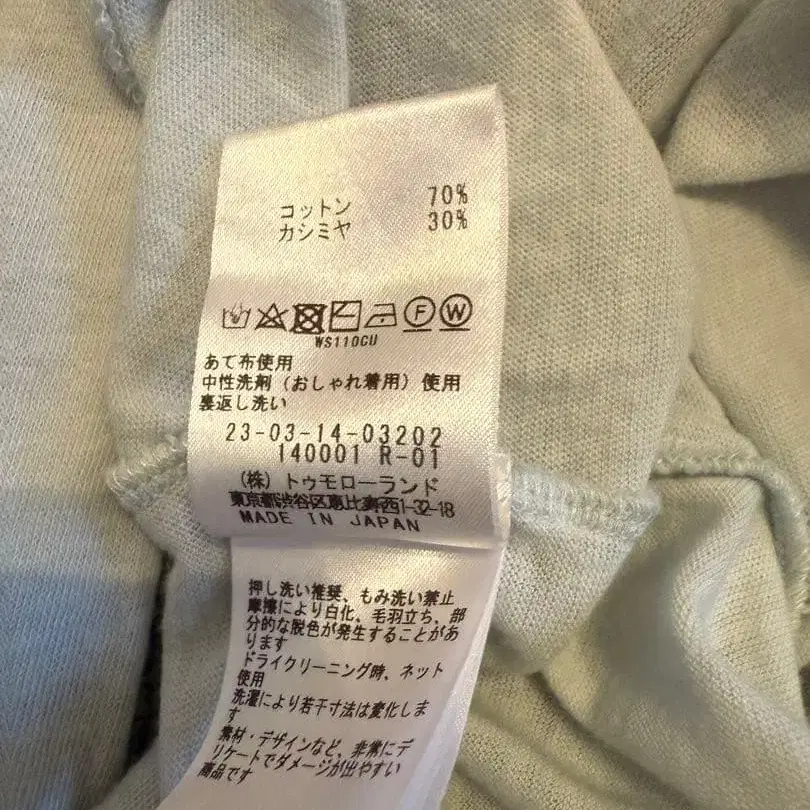 コットン 70%
カシミヤ 30%
F W
WS110CU
あて布使用
中性洗剤（おしゃれ着用）使用
裏返し洗い
23-03-14-03202
140001 R-01
（株）トゥモローランド
東京都渋谷区恵比寿西1-32-18
MADE IN JAPAN
押し洗い推奨、もみ洗い禁止
摩擦により白化、毛羽立ち、部
分的な脱色が発生することがあ
ります
ドライクリーニング時、ネット
使用
洗濯により若干寸法は変化しま
す
素材・デザインなど、非常にデ
リケートでダメージが出やすい
商品です